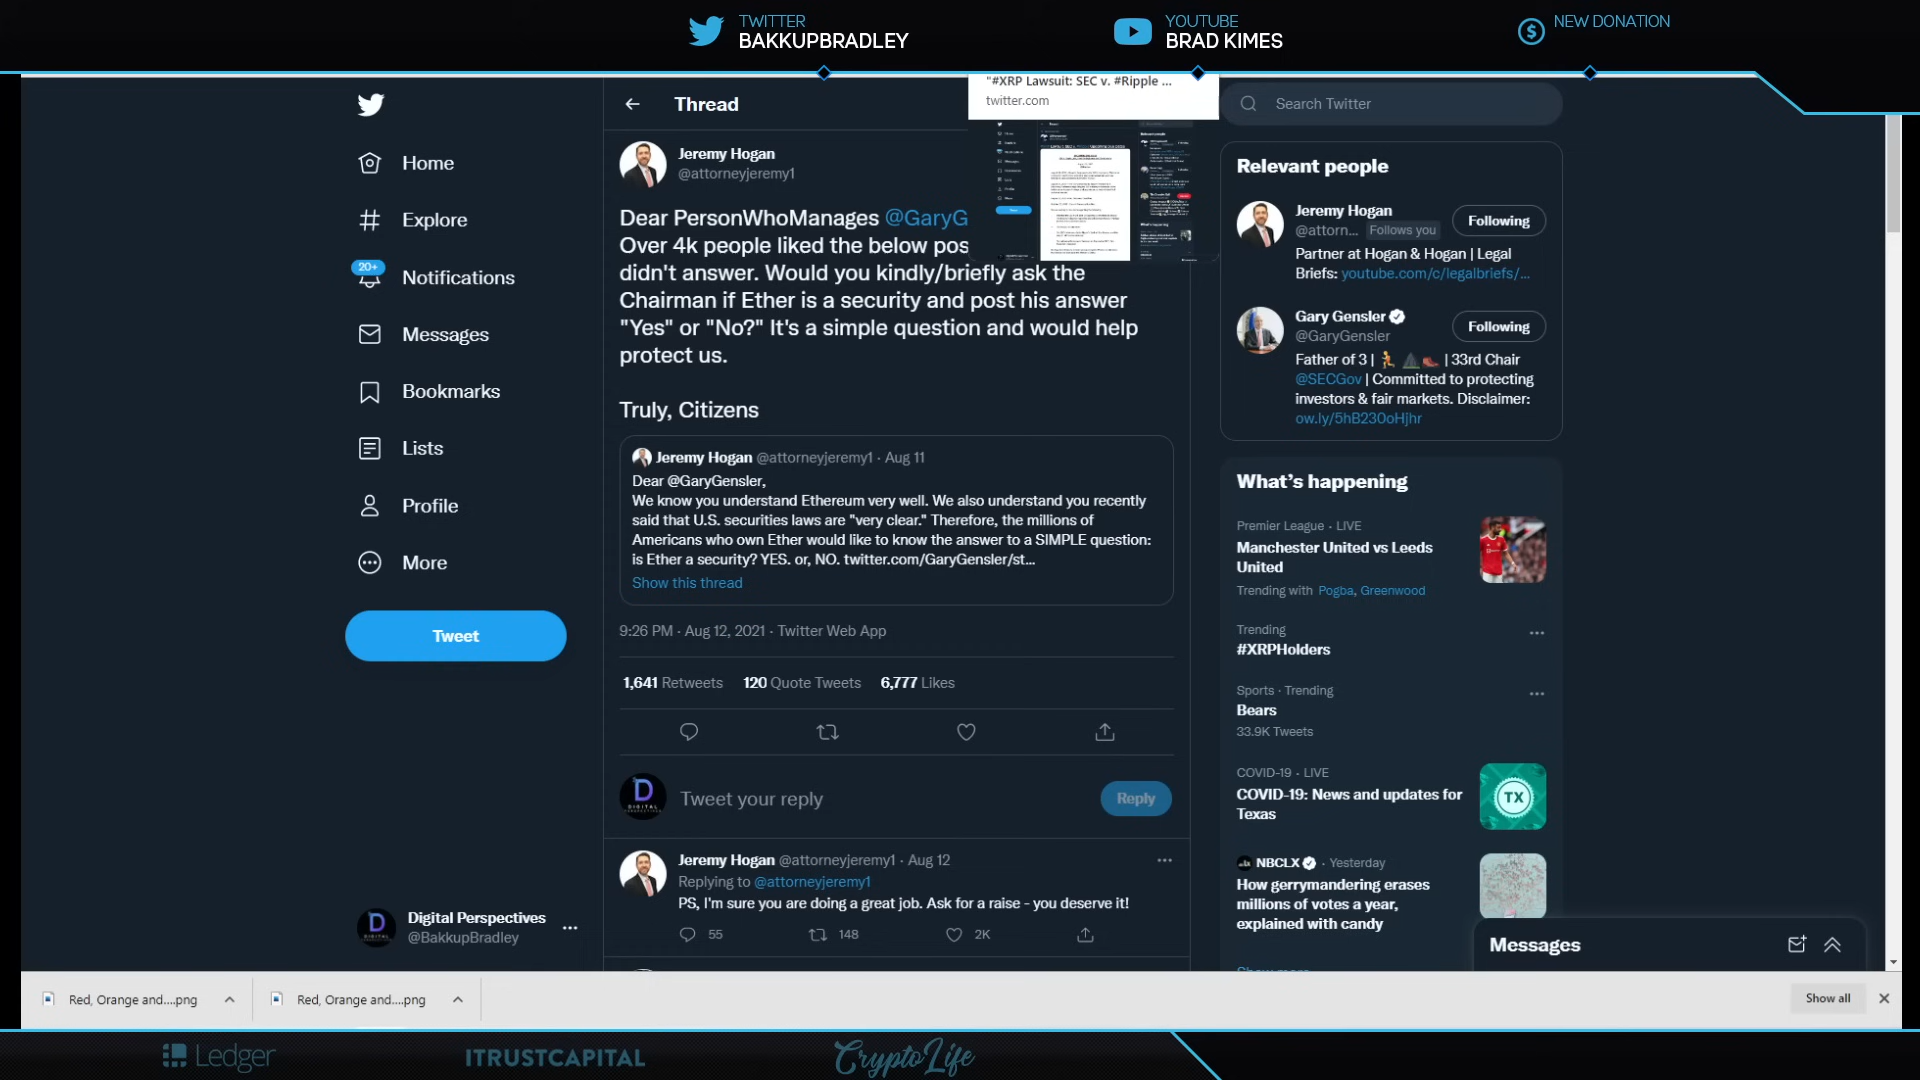 TWITTER
BAKKUPBRADLEY
YOUTUBE
BRAD KIMES
NEW DONATION
"#XRP Lawsuit: SEC v. #Ripple ...
twitter.com
Home
Explore
20+
Notifications
Messages
Bookmarks
Lists
Profile
More
Tweet
Digital Perspectives
@BakkupBradley
Thread
Jeremy Hogan
@attorneyjeremy1
Dear PersonWhoManages @GaryG
Over 4k people liked the below pos
didn't answer. Would you kindly/briefly ask the
Chairman if Ether is a security and post his answer
"Yes" or "No?" It's a simple question and would help
protect us.
Truly, Citizens
Jeremy Hogan @attorneyjeremy1 · Aug 11
Dear @GaryGensler,
We know you understand Ethereum very well. We also understand you recently
said that U.S. securities laws are "very clear." Therefore, the millions of
Americans who own Ether would like to know the answer to a SIMPLE question:
is Ether a security? YES. or, NO. twitter.com/GaryGensler/st...
Show this thread
9:26 PM · Aug 12, 2021 · Twitter Web App
1,641 Retweets 120 Quote Tweets 6,777 Likes
Tweet your reply
Reply
Jeremy Hogan @attorneyjeremy1 · Aug 12
Replying to @attorneyjeremy1
PS, I'm sure you are doing a great job. Ask for a raise - you deserve it!
55 148 2K
Search Twitter
Relevant people
Jeremy Hogan
@attorn... Follows you
Following
Partner at Hogan & Hogan | Legal
Briefs: youtube.com/c/legalbriefs/...
Gary Gensler
@GaryGensler
Following
Father of 3 | 🏃 ⛰️ 🥾 | 33rd Chair
@SECGov | Committed to protecting
investors & fair markets. Disclaimer:
ow.ly/5hB230oHjhr
What's happening
Premier League · LIVE
Manchester United vs Leeds
United
Trending with Pogba, Greenwood
Trending
#XRPHolders
Sports · Trending
Bears
33.9K Tweets
COVID-19 · LIVE
COVID-19: News and updates for
Texas
TX
NBCLX · Yesterday
How gerrymandering erases
millions of votes a year,
explained with candy
Messages
Red, Orange and....png
Red, Orange and....png
Show all
Ledger
ITRUSTCAPITAL
CryptoLife